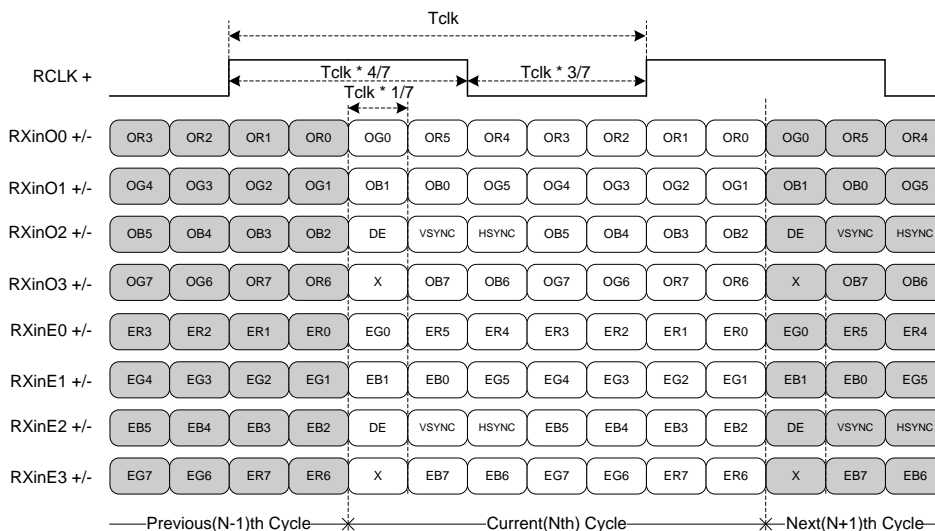 Tclk
RCLK +
Tclk * 4/7 Tclk * 3/7
Tclk * 1/7
RXinO0 +/- OR3 OR2 OR1 OR0 OG0 OR5 OR4 OR3 OR2 OR1 OR0 OG0 OR5 OR4
RXinO1 +/- OG4 OG3 OG2 OG1 OB1 OB0 OG5 OG4 OG3 OG2 OG1 OB1 OB0 OG5
RXinO2 +/- OB5 OB4 OB3 OB2 DE VSYNC HSYNC OB5 OB4 OB3 OB2 DE VSYNC HSYNC
RXinO3 +/- OG7 OG6 OR7 OR6 X OB7 OB6 OG7 OG6 OR7 OR6 X OB7 OB6
RXinE0 +/- ER3 ER2 ER1 ER0 EG0 ER5 ER4 ER3 ER2 ER1 ER0 EG0 ER5 ER4
RXinE1 +/- EG4 EG3 EG2 EG1 EB1 EB0 EG5 EG4 EG3 EG2 EG1 EB1 EB0 EG5
RXinE2 +/- EB5 EB4 EB3 EB2 DE VSYNC HSYNC EB5 EB4 EB3 EB2 DE VSYNC HSYNC
RXinE3 +/- EG7 EG6 ER7 ER6 X EB7 EB6 EG7 EG6 ER7 ER6 X EB7 EB6
Previous(N-1)th Cycle Current(Nth) Cycle Next(N+1)th Cycle